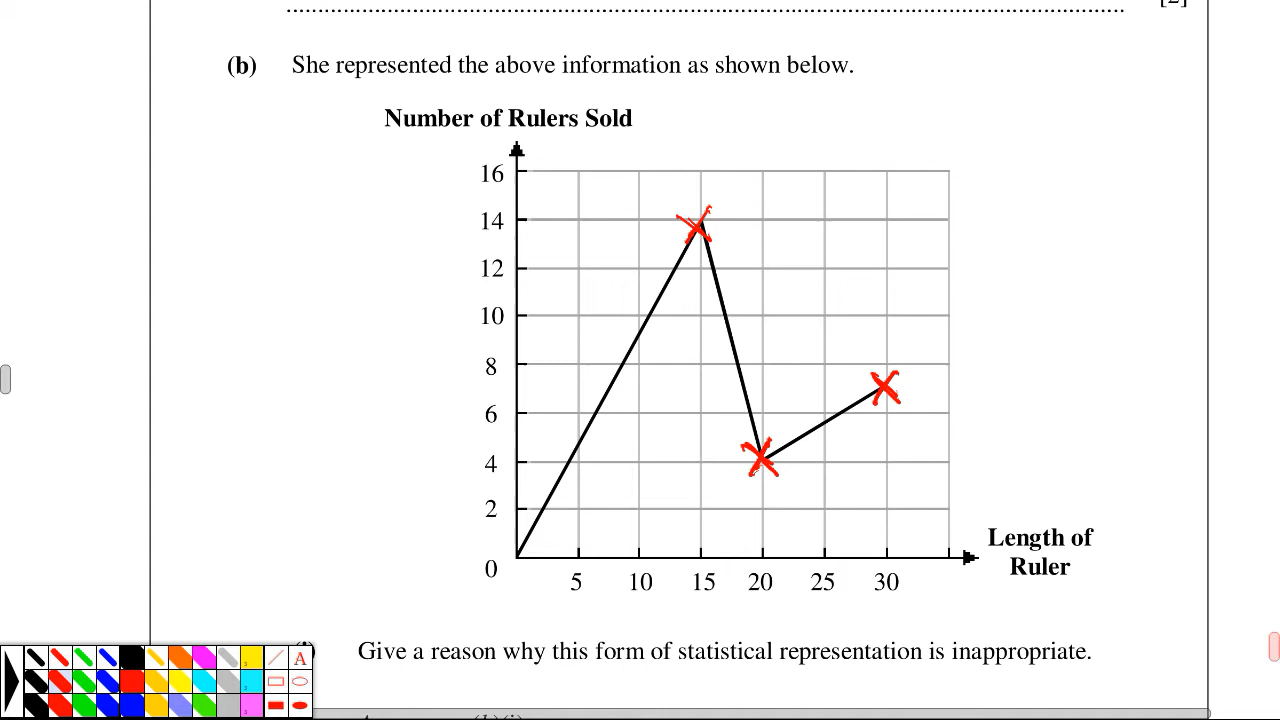 [2]
(b) She represented the above information as shown below.
Number of Rulers Sold
16
14
12
10
8
6
4
2
0
5 10 15 20 25 30
Length of
Ruler
Give a reason why this form of statistical representation is inappropriate.
A